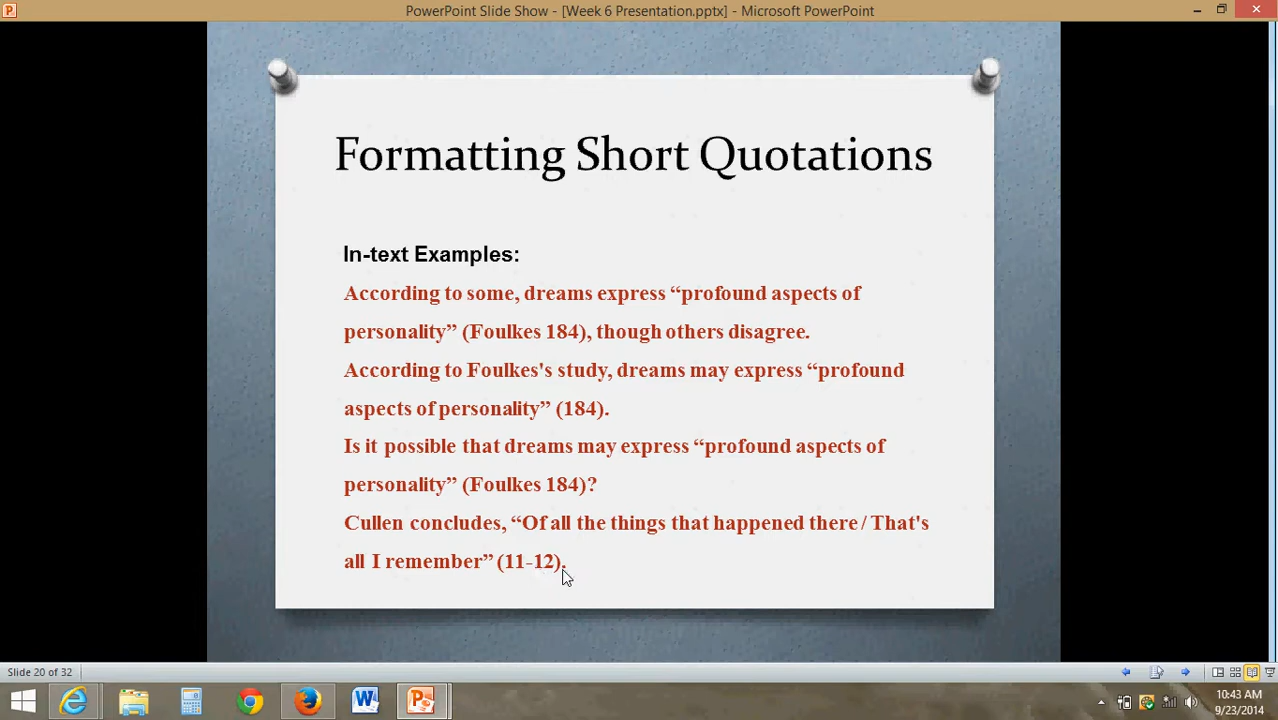 PowerPoint Slide Show - [Week 6 Presentation.pptx] - Microsoft PowerPoint
Formatting Short Quotations
In-text Examples:
According to some, dreams express “profound aspects of
personality” (Foulkes 184), though others disagree.
According to Foulkes's study, dreams may express “profound
aspects of personality” (184).
Is it possible that dreams may express “profound aspects of
personality” (Foulkes 184)?
Cullen concludes, “Of all the things that happened there / That's
all I remember” (11-12).
Slide 20 of 32
10:43 AM
9/23/2014